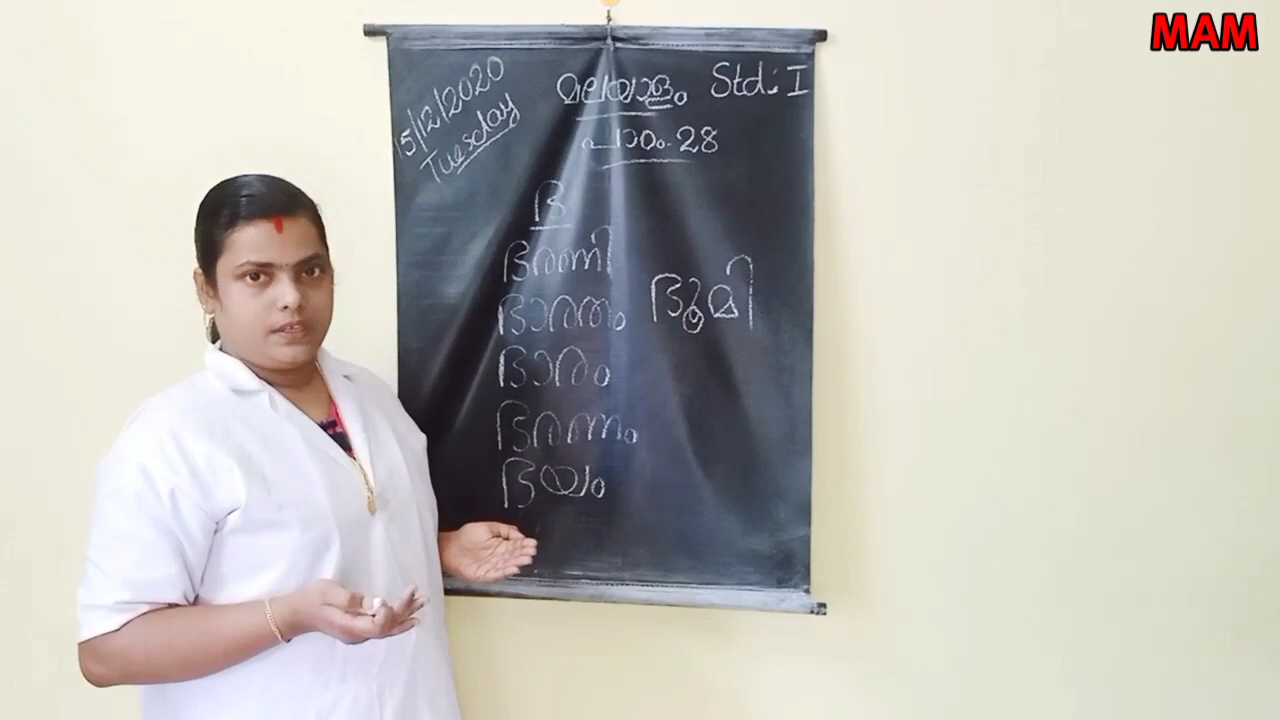 MAM
15/12/2020
Tuesday
മലയാളം Std: I
പാഠം-28
ഭ
ഭരണി
ഭാരതം
ഭാരം
ഭരണം
ഭയം
ഭൂമി